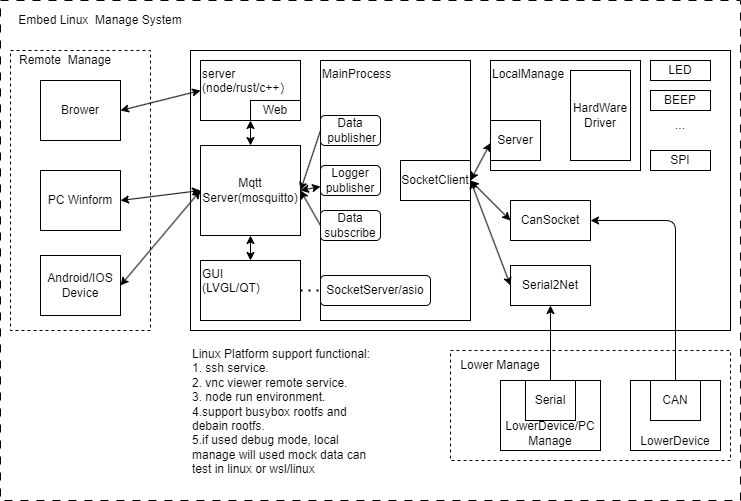 Embed Linux  Manage System
Remote  Manage
Brower
PC Winform
Android/IOS
Device
server
(node/rust/c++)
Web
Mqtt
Server(mosquitto)
GUI
(LVGL/QT)
MainProcess
Data
publisher
Logger
publisher
Data
subscribe
SocketServer/asio
SocketClient
LocalManage
Server
HardWare
Driver
LED
BEEP
...
SPI
CanSocket
Serial2Net
Linux Platform support functional:
1. ssh service.
2. vnc viewer remote service.
3. node run environment.
4.support busybox rootfs and
debain rootfs.
5.if used debug mode, local
manage will used mock data can
test in linux or wsl/linux
Lower Manage
Serial
LowerDevice/PC
Manage
CAN
LowerDevice